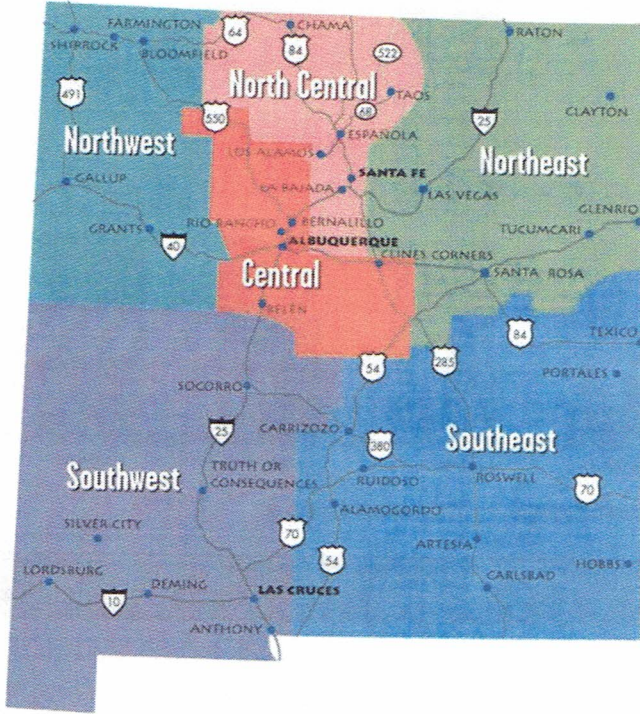 FARMINGTON
64
CHAMA
RATON
SHIRROCK
BLOOMFIELD
84
522
North Central
TAOS
491
CLAYTON
550
68
25
ESPANOLA
Northwest
LOS ALAMOS
Northeast
SANTA FE
GALLUP
LA BAJADA
LAS VEGAS
GLENRIO
RIO RANCHO
BERNALILLO
GRANTS
TUCUMCARI
40
ALBUQUERQUE
CLINES CORNERS
Central
SANTA ROSA
BELEN
84
TEXICO
54
285
PORTALES
SOCORRO
25
CARRIZOZO
380
Southeast
Southwest
TRUTH OR
CONSEQUENCES
RUIDOSO
ROSWELL
70
ALAMOGORDO
SILVER CITY
70
ARTESIA
54
HOBBS
LORDSBURG
DEMING
LAS CRUCES
CARLSBAD
10
ANTHONY